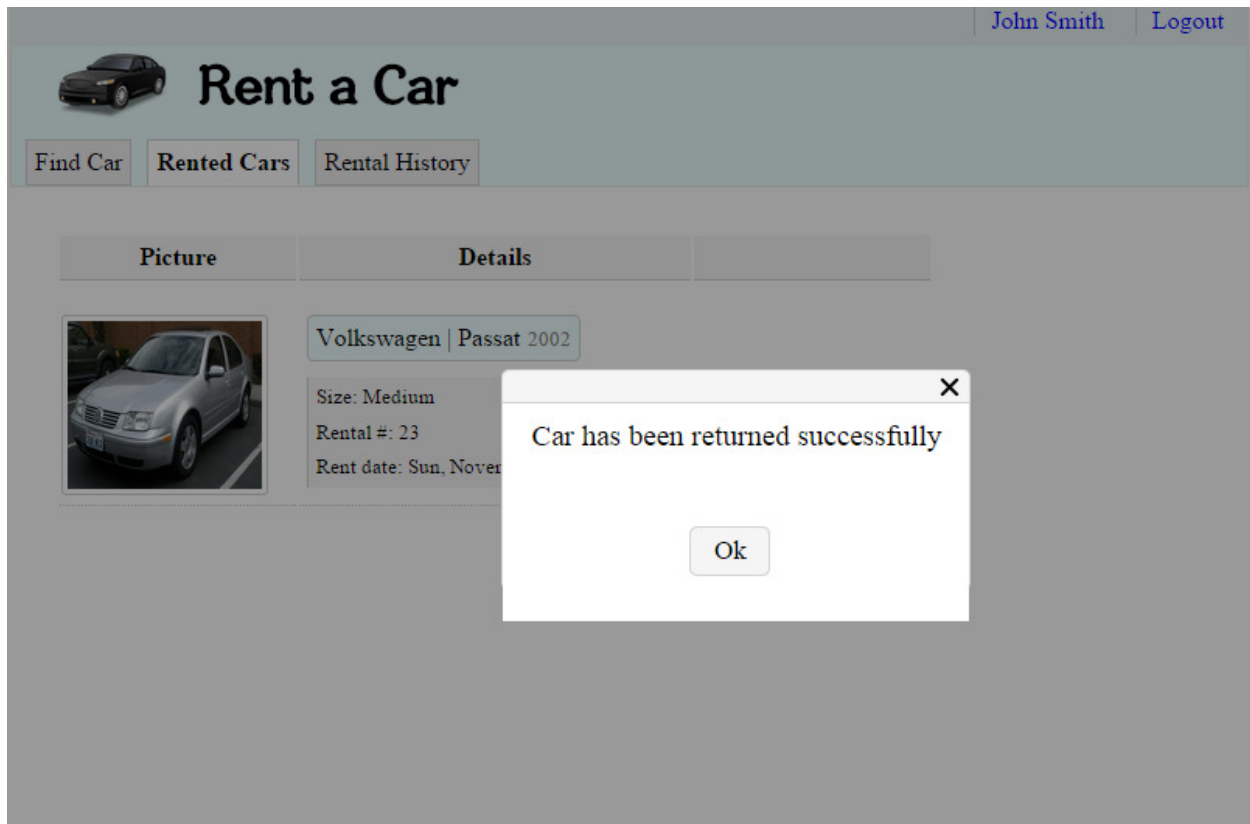 John Smith
Logout
Rent a Car
Find Car
Rented Cars
Rental History
Picture
Details
Volkswagen | Passat 2002
Size: Medium
Rental #: 23
Rent date: Sun,
Car has been returned successfully
Ok